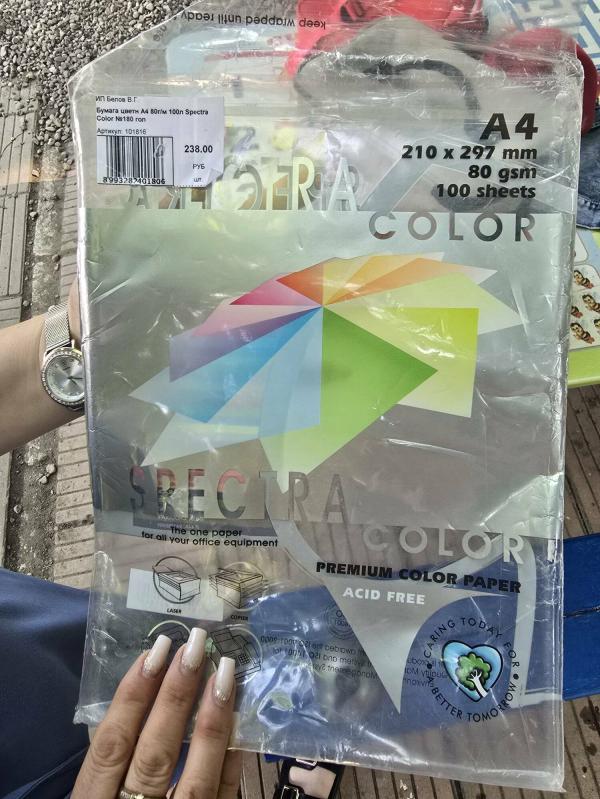 keep wrapped until ready
ИП Белов В.Г.
Бумага цветн А4 80г/м 100л Spectra
Color №180 гол
Артикул: 101816
238.00
РУБ
шт.
8993282401806
A4
210 x 297 mm
80 gsm
100 sheets
COLOR
SPECTRA
COLOR
The one paper
for all your office equipment
LASER
COPIER
PREMIUM COLOR PAPER
ACID FREE
CARING TODAY FOR
A BETTER TOMORROW